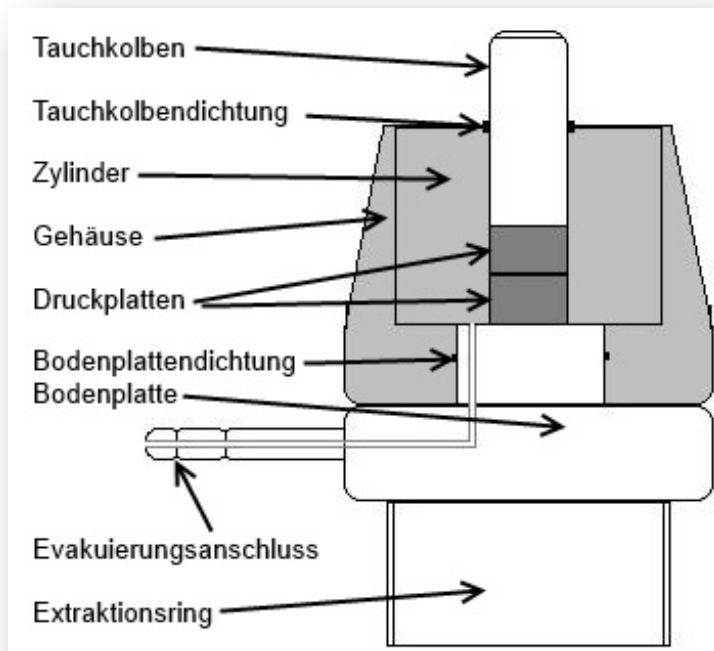 Tauchkolben
Tauchkolbendichtung
Zylinder
Gehäuse
Druckplatten
Bodenplattendichtung
Bodenplatte
Evakuierungsanschluss
Extraktionsring